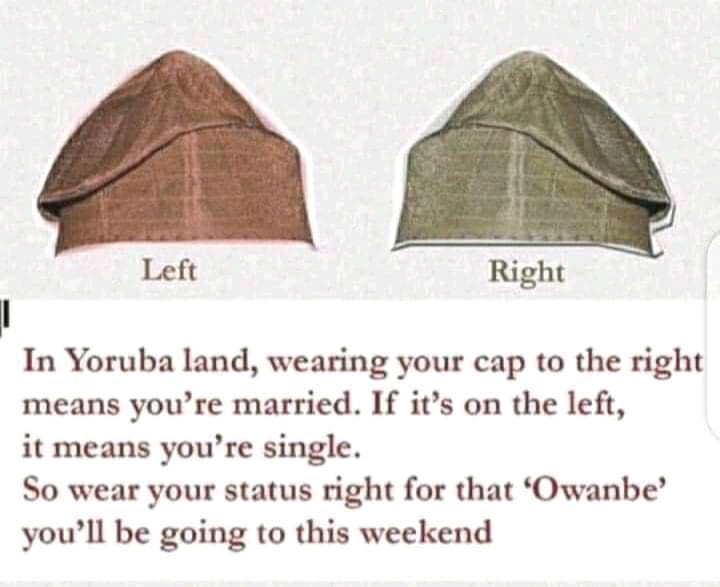 Left
Right
In Yoruba land, wearing your cap to the right
means you're married. If it's on the left,
it means you're single.
So wear your status right for that ‘Owanbe’
you'll be going to this weekend